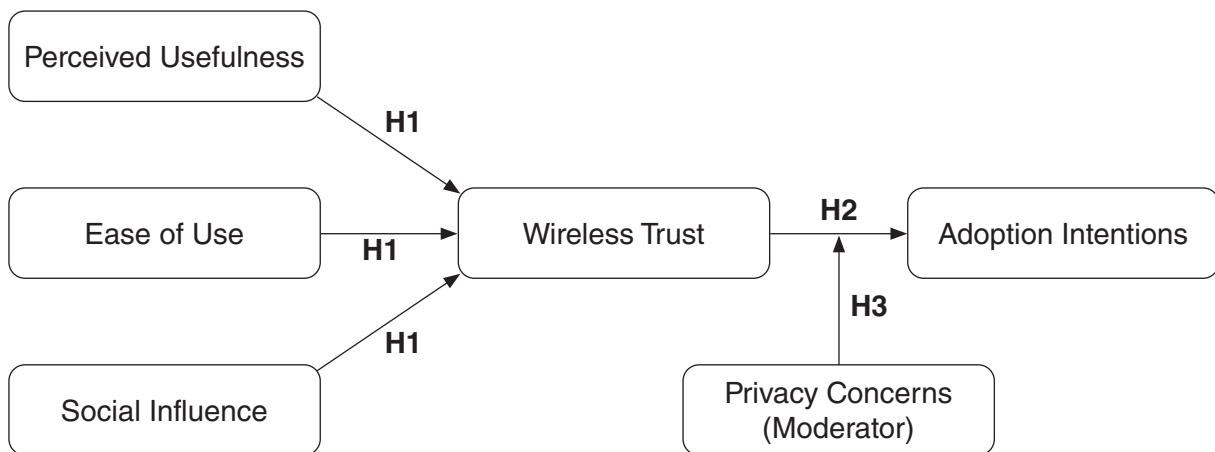 Perceived Usefulness
H1
Ease of Use
H1
Wireless Trust
H2
Adoption Intentions
H3
H1
Social Influence
Privacy Concerns
(Moderator)